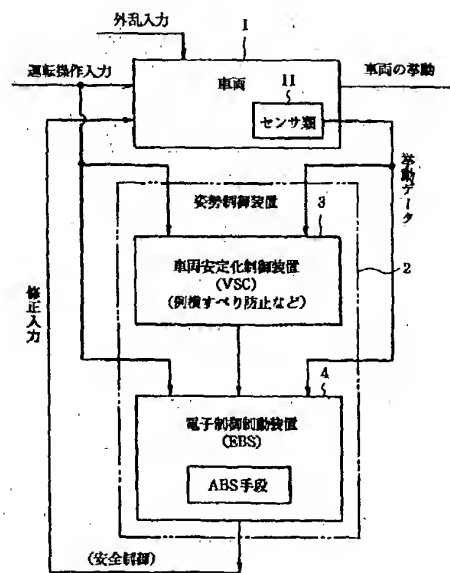 外乱入力
1
運転操作入力
車両
車両の挙動
11
センサ類
挙動データ
姿勢制御装置
3
車両安定化制御装置
(VSC)
(例横すべり防止など)
2
修正入力
4
電子制御制動装置
(EBS)
ABS手段
(安全制御)